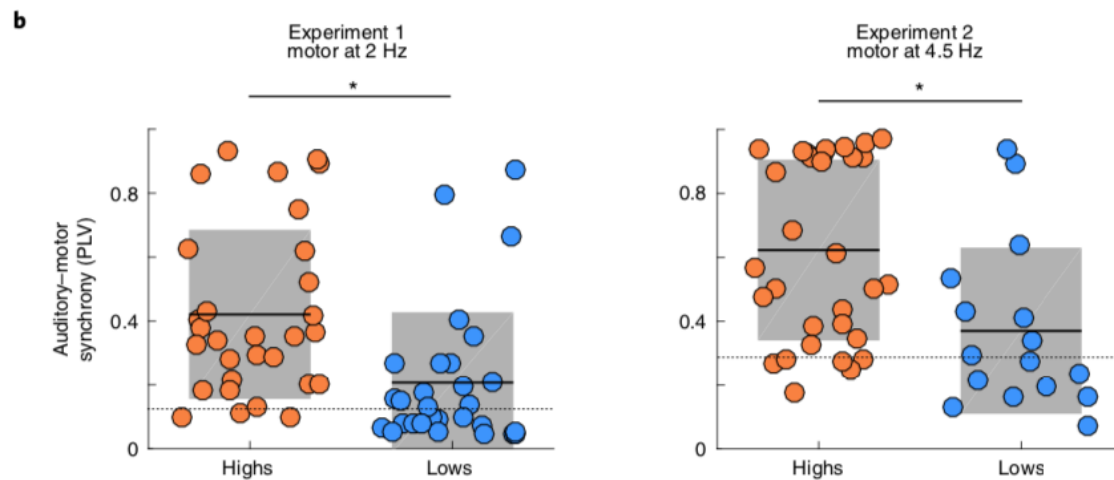 b
Experiment 1
motor at 2 Hz
*
Auditory–motor
synchrony (PLV)
0.8
0.4
0
Highs
Lows
Experiment 2
motor at 4.5 Hz
*
0.8
0.4
0
Highs
Lows